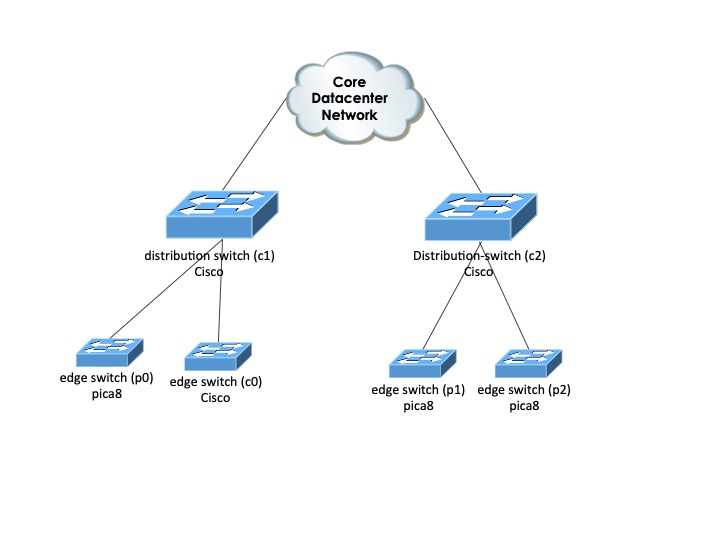 Core
Datacenter
Network
distribution switch (c1)
Cisco
Distribution-switch (c2)
Cisco
edge switch (p0)
pica8
edge switch (c0)
Cisco
edge switch (p1)
pica8
edge switch (p2)
pica8